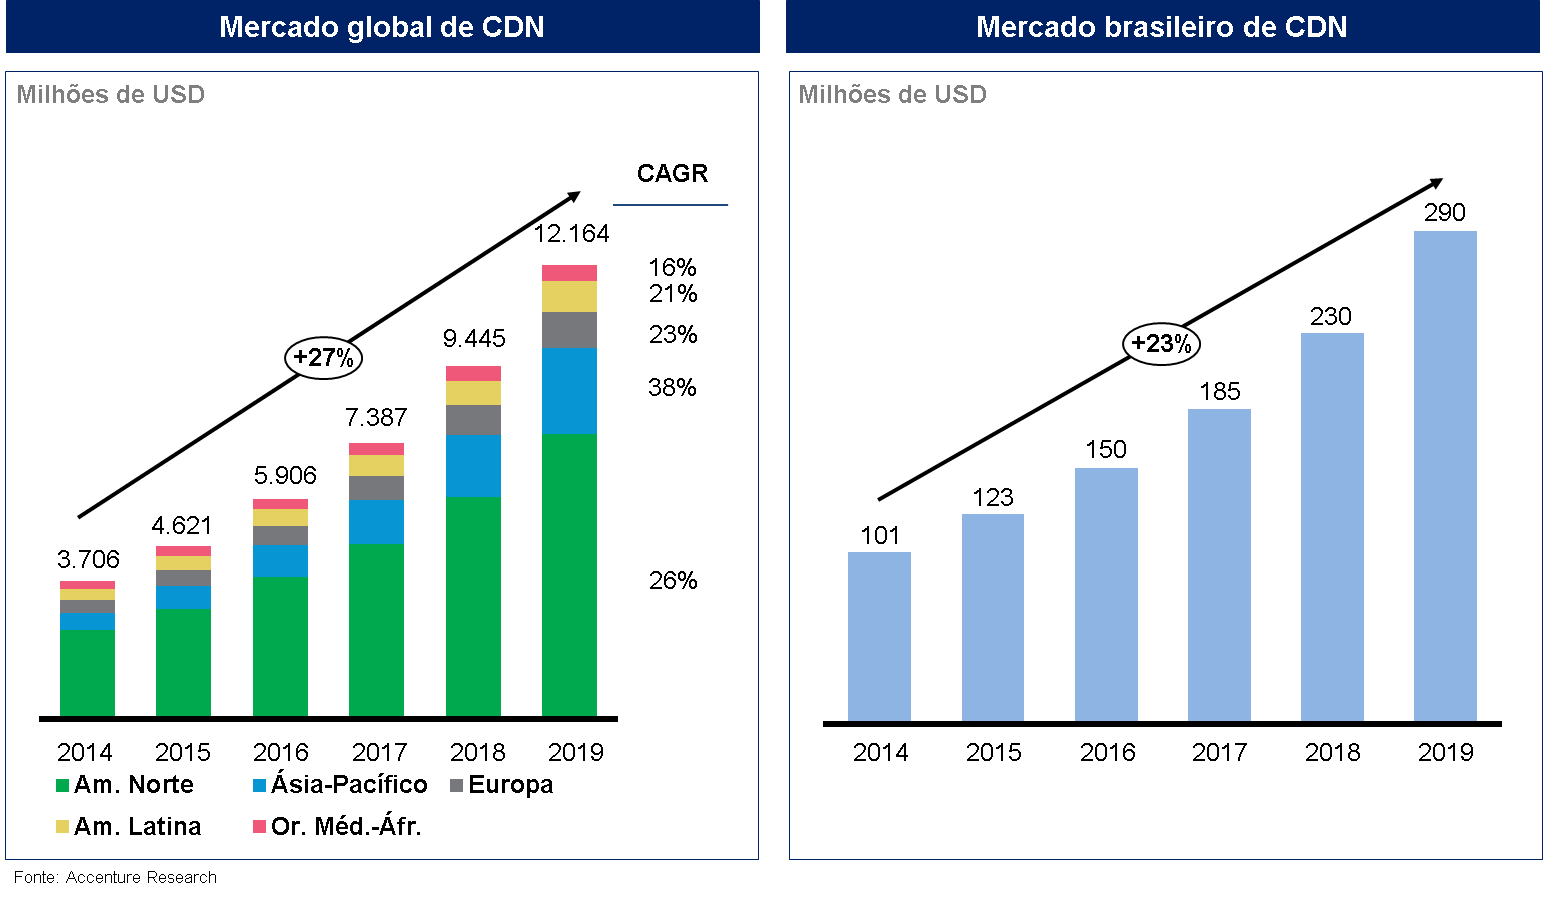 Mercado global de CDN
Milhões de USD
CAGR
12.164
16%
21%
23%
9.445
+27%
38%
7.387
5.906
4.621
3.706
26%
2014 2015 2016 2017 2018 2019
Am. Norte Ásia-Pacífico Europa
Am. Latina Or. Méd.-Áfr.
Mercado brasileiro de CDN
Milhões de USD
290
230
+23%
185
150
123
101
2014 2015 2016 2017 2018 2019
Fonte: Accenture Research